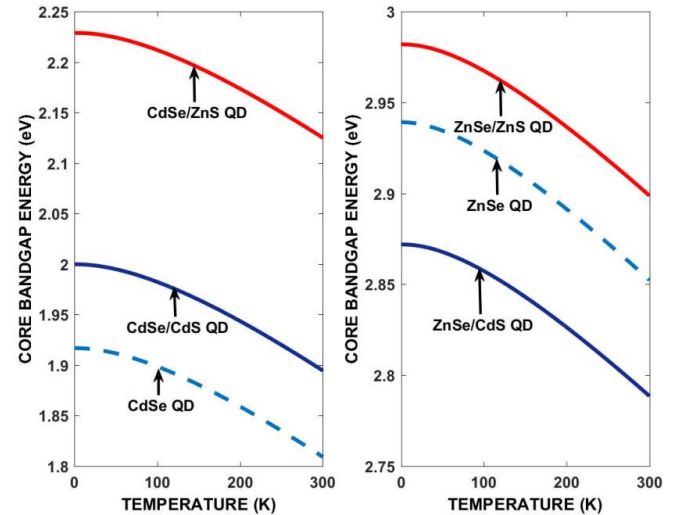 CORE BANDGAP ENERGY (eV)
2.25
2.2
2.15
2.1
2.05
2
1.95
1.9
1.85
1.8
CdSe/ZnS QD
CdSe/CdS QD
CdSe QD
0 100 200 300
TEMPERATURE (K)
CORE BANDGAP ENERGY (eV)
3
2.95
2.9
2.85
2.8
2.75
ZnSe/ZnS QD
ZnSe QD
ZnSe/CdS QD
0 100 200 300
TEMPERATURE (K)